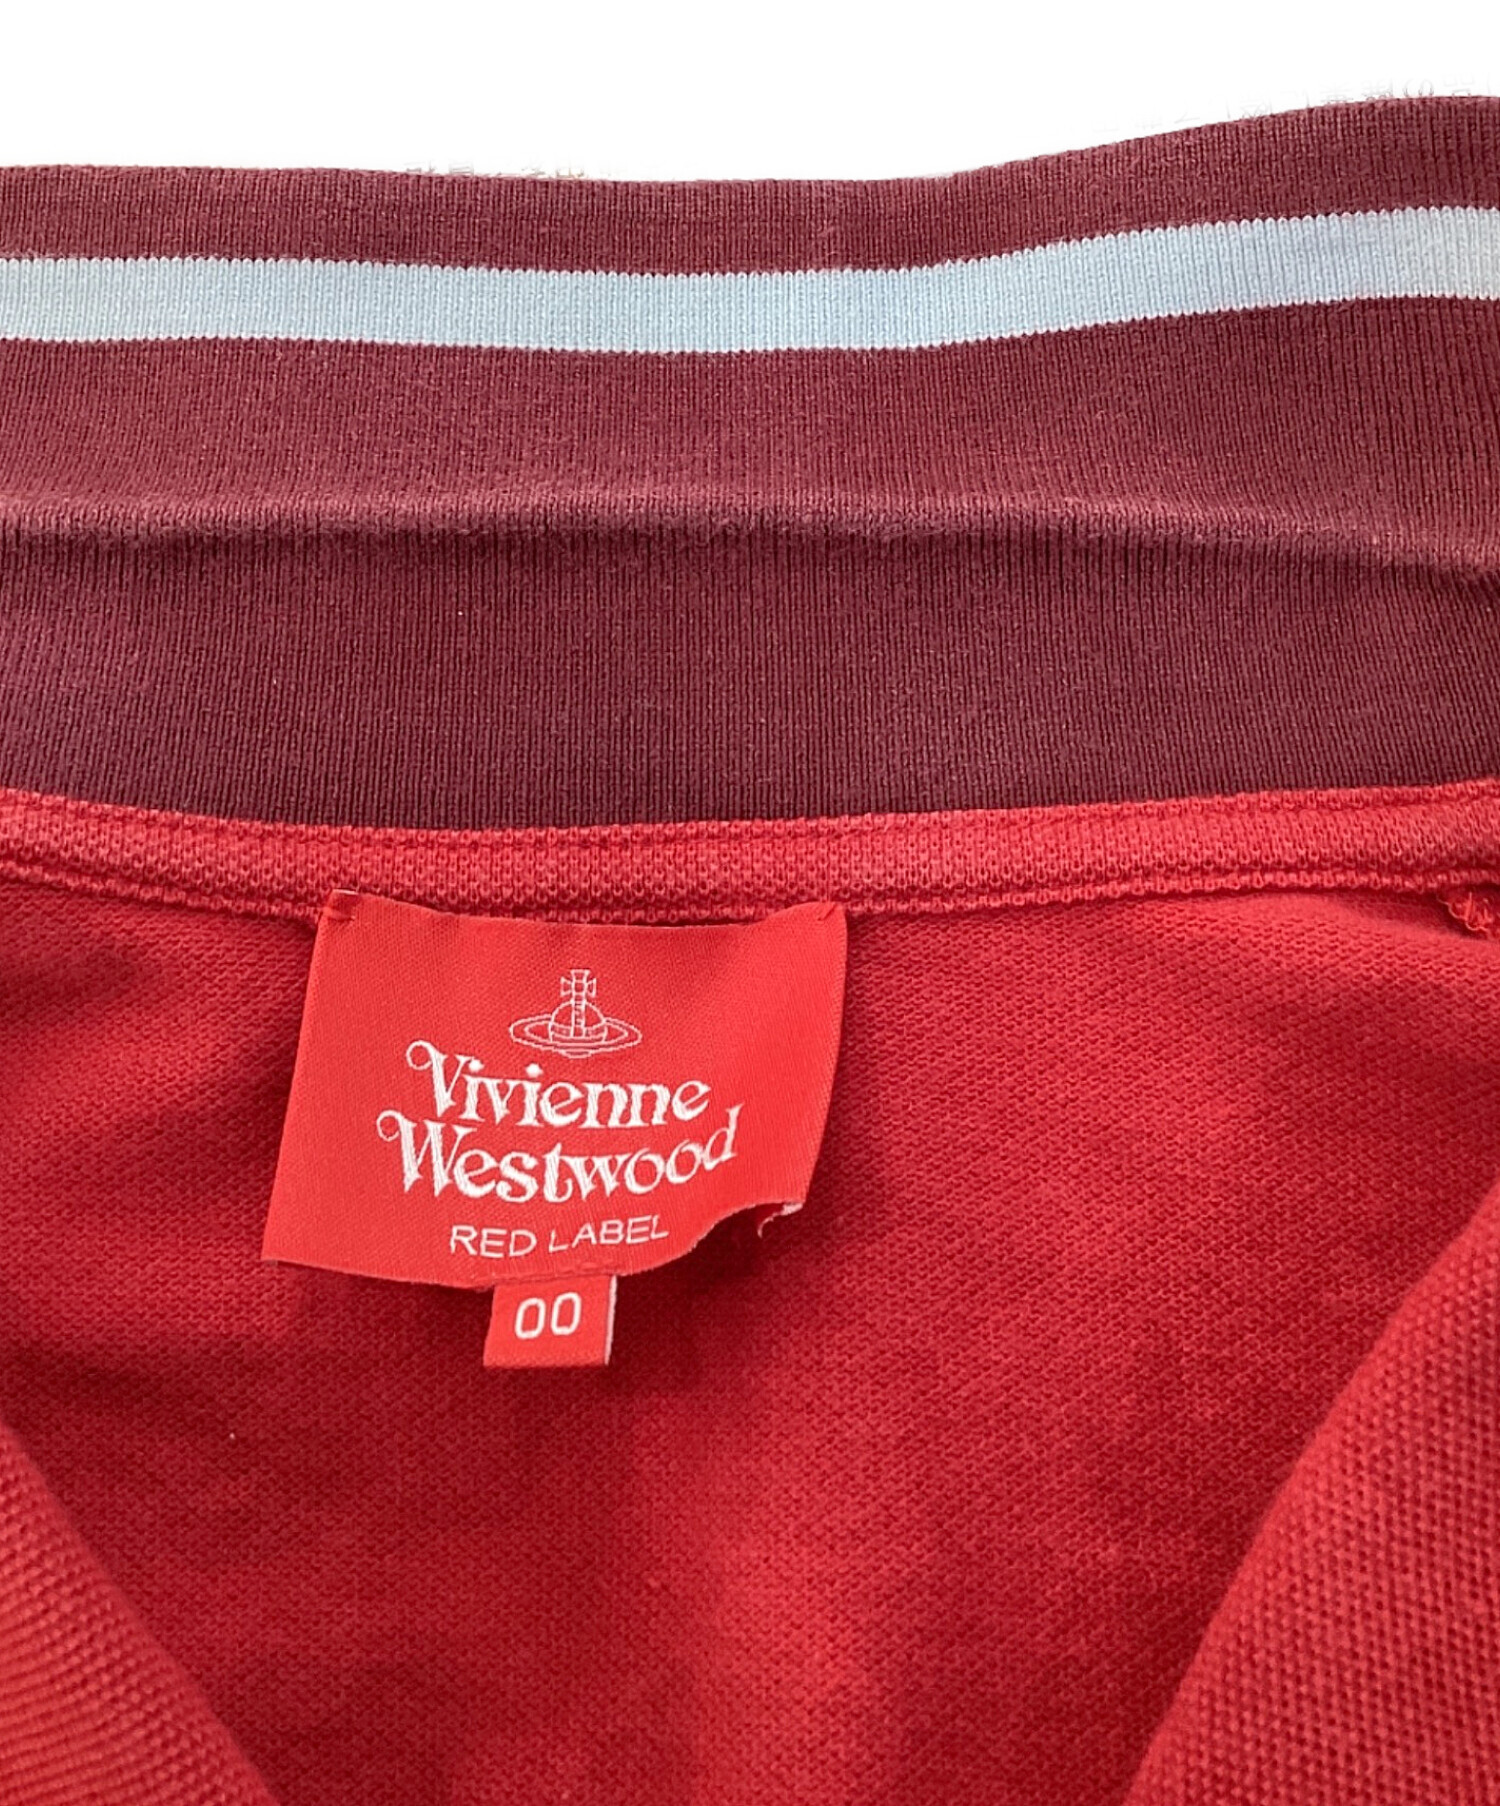 Vivienne
Westwood
RED LABEL
00